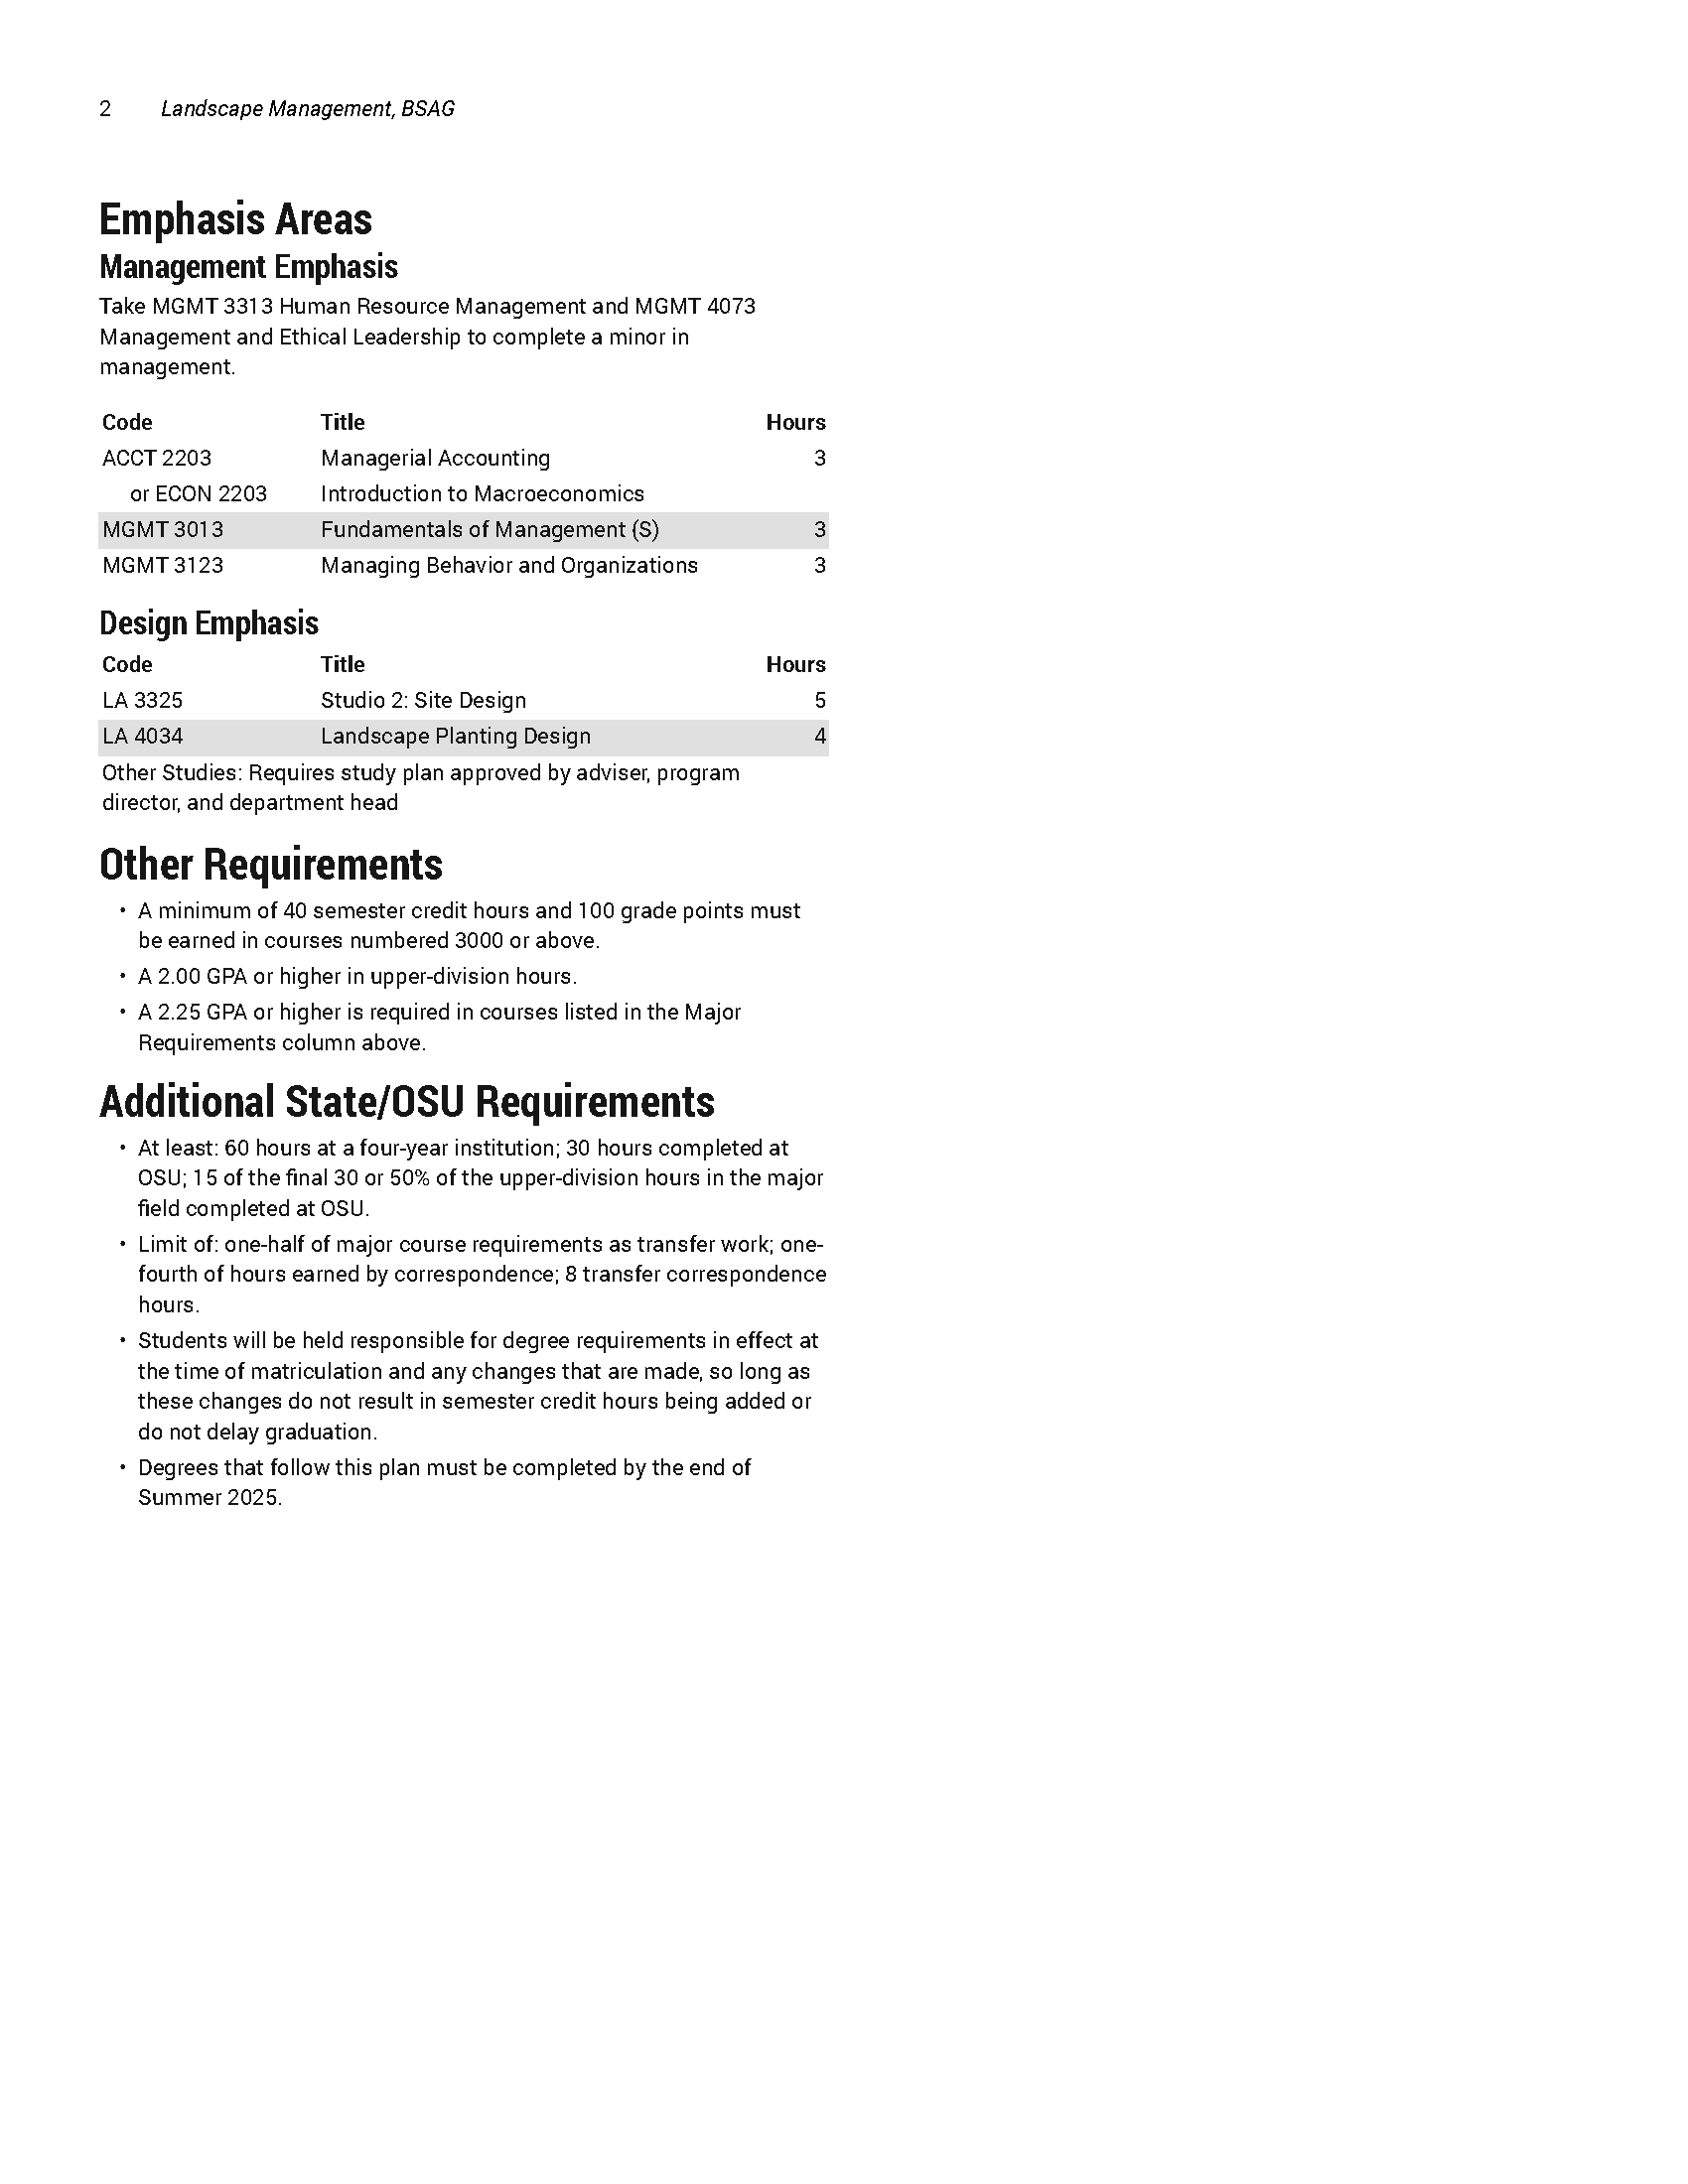 2 Landscape Management, BSAG
Emphasis Areas
Management Emphasis
Take MGMT 3313 Human Resource Management and MGMT 4073
Management and Ethical Leadership to complete a minor in
management.
Code Title Hours
ACCT 2203 Managerial Accounting 3
or ECON 2203 Introduction to Macroeconomics
MGMT 3013 Fundamentals of Management (S) 3
MGMT 3123 Managing Behavior and Organizations 3
Design Emphasis
Code Title Hours
LA 3325 Studio 2: Site Design 5
LA 4034 Landscape Planting Design 4
Other Studies: Requires study plan approved by adviser, program
director, and department head
Other Requirements
• A minimum of 40 semester credit hours and 100 grade points must
be earned in courses numbered 3000 or above.
• A 2.00 GPA or higher in upper-division hours.
• A 2.25 GPA or higher is required in courses listed in the Major
Requirements column above.
Additional State/OSU Requirements
• At least: 60 hours at a four-year institution; 30 hours completed at
OSU; 15 of the final 30 or 50% of the upper-division hours in the major
field completed at OSU.
• Limit of: one-half of major course requirements as transfer work; one-
fourth of hours earned by correspondence; 8 transfer correspondence
hours.
• Students will be held responsible for degree requirements in effect at
the time of matriculation and any changes that are made, so long as
these changes do not result in semester credit hours being added or
do not delay graduation.
• Degrees that follow this plan must be completed by the end of
Summer 2025.